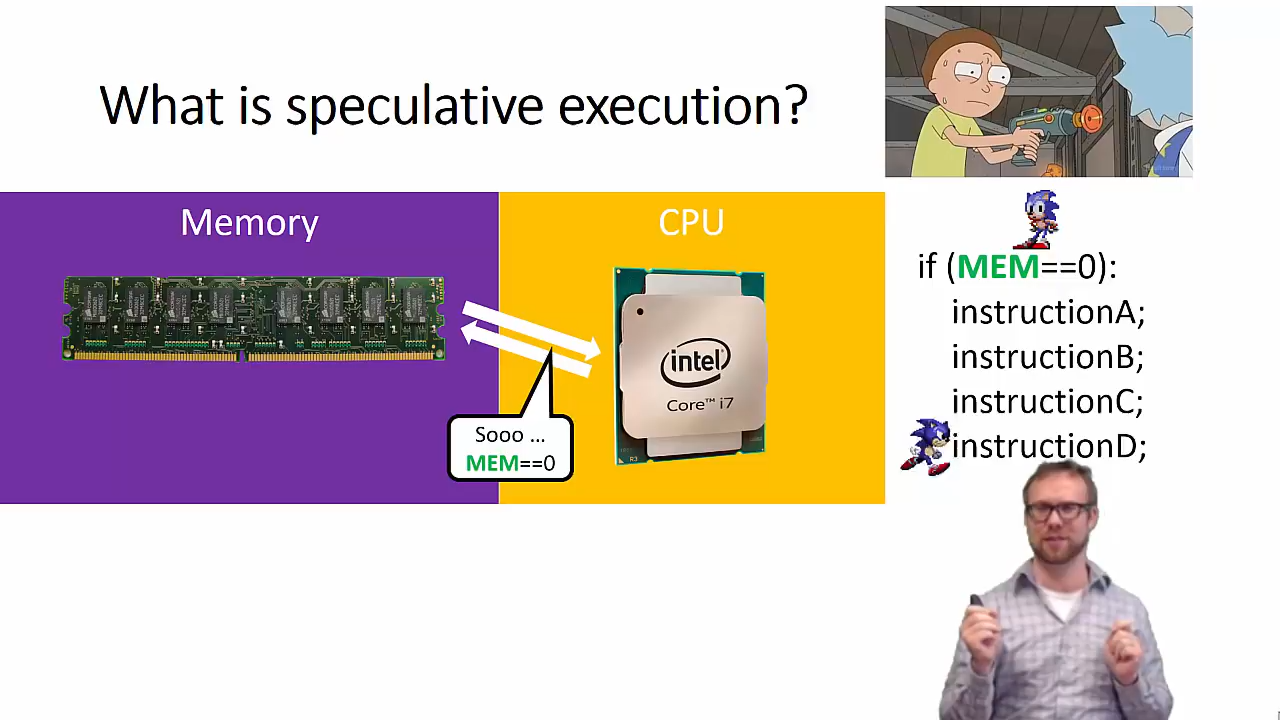 What is speculative execution?
Memory
CPU
intel
Core™ i7
R3
Sooo ...
MEM==0
if (MEM==0):
instructionA;
instructionB;
instructionC;
instructionD;